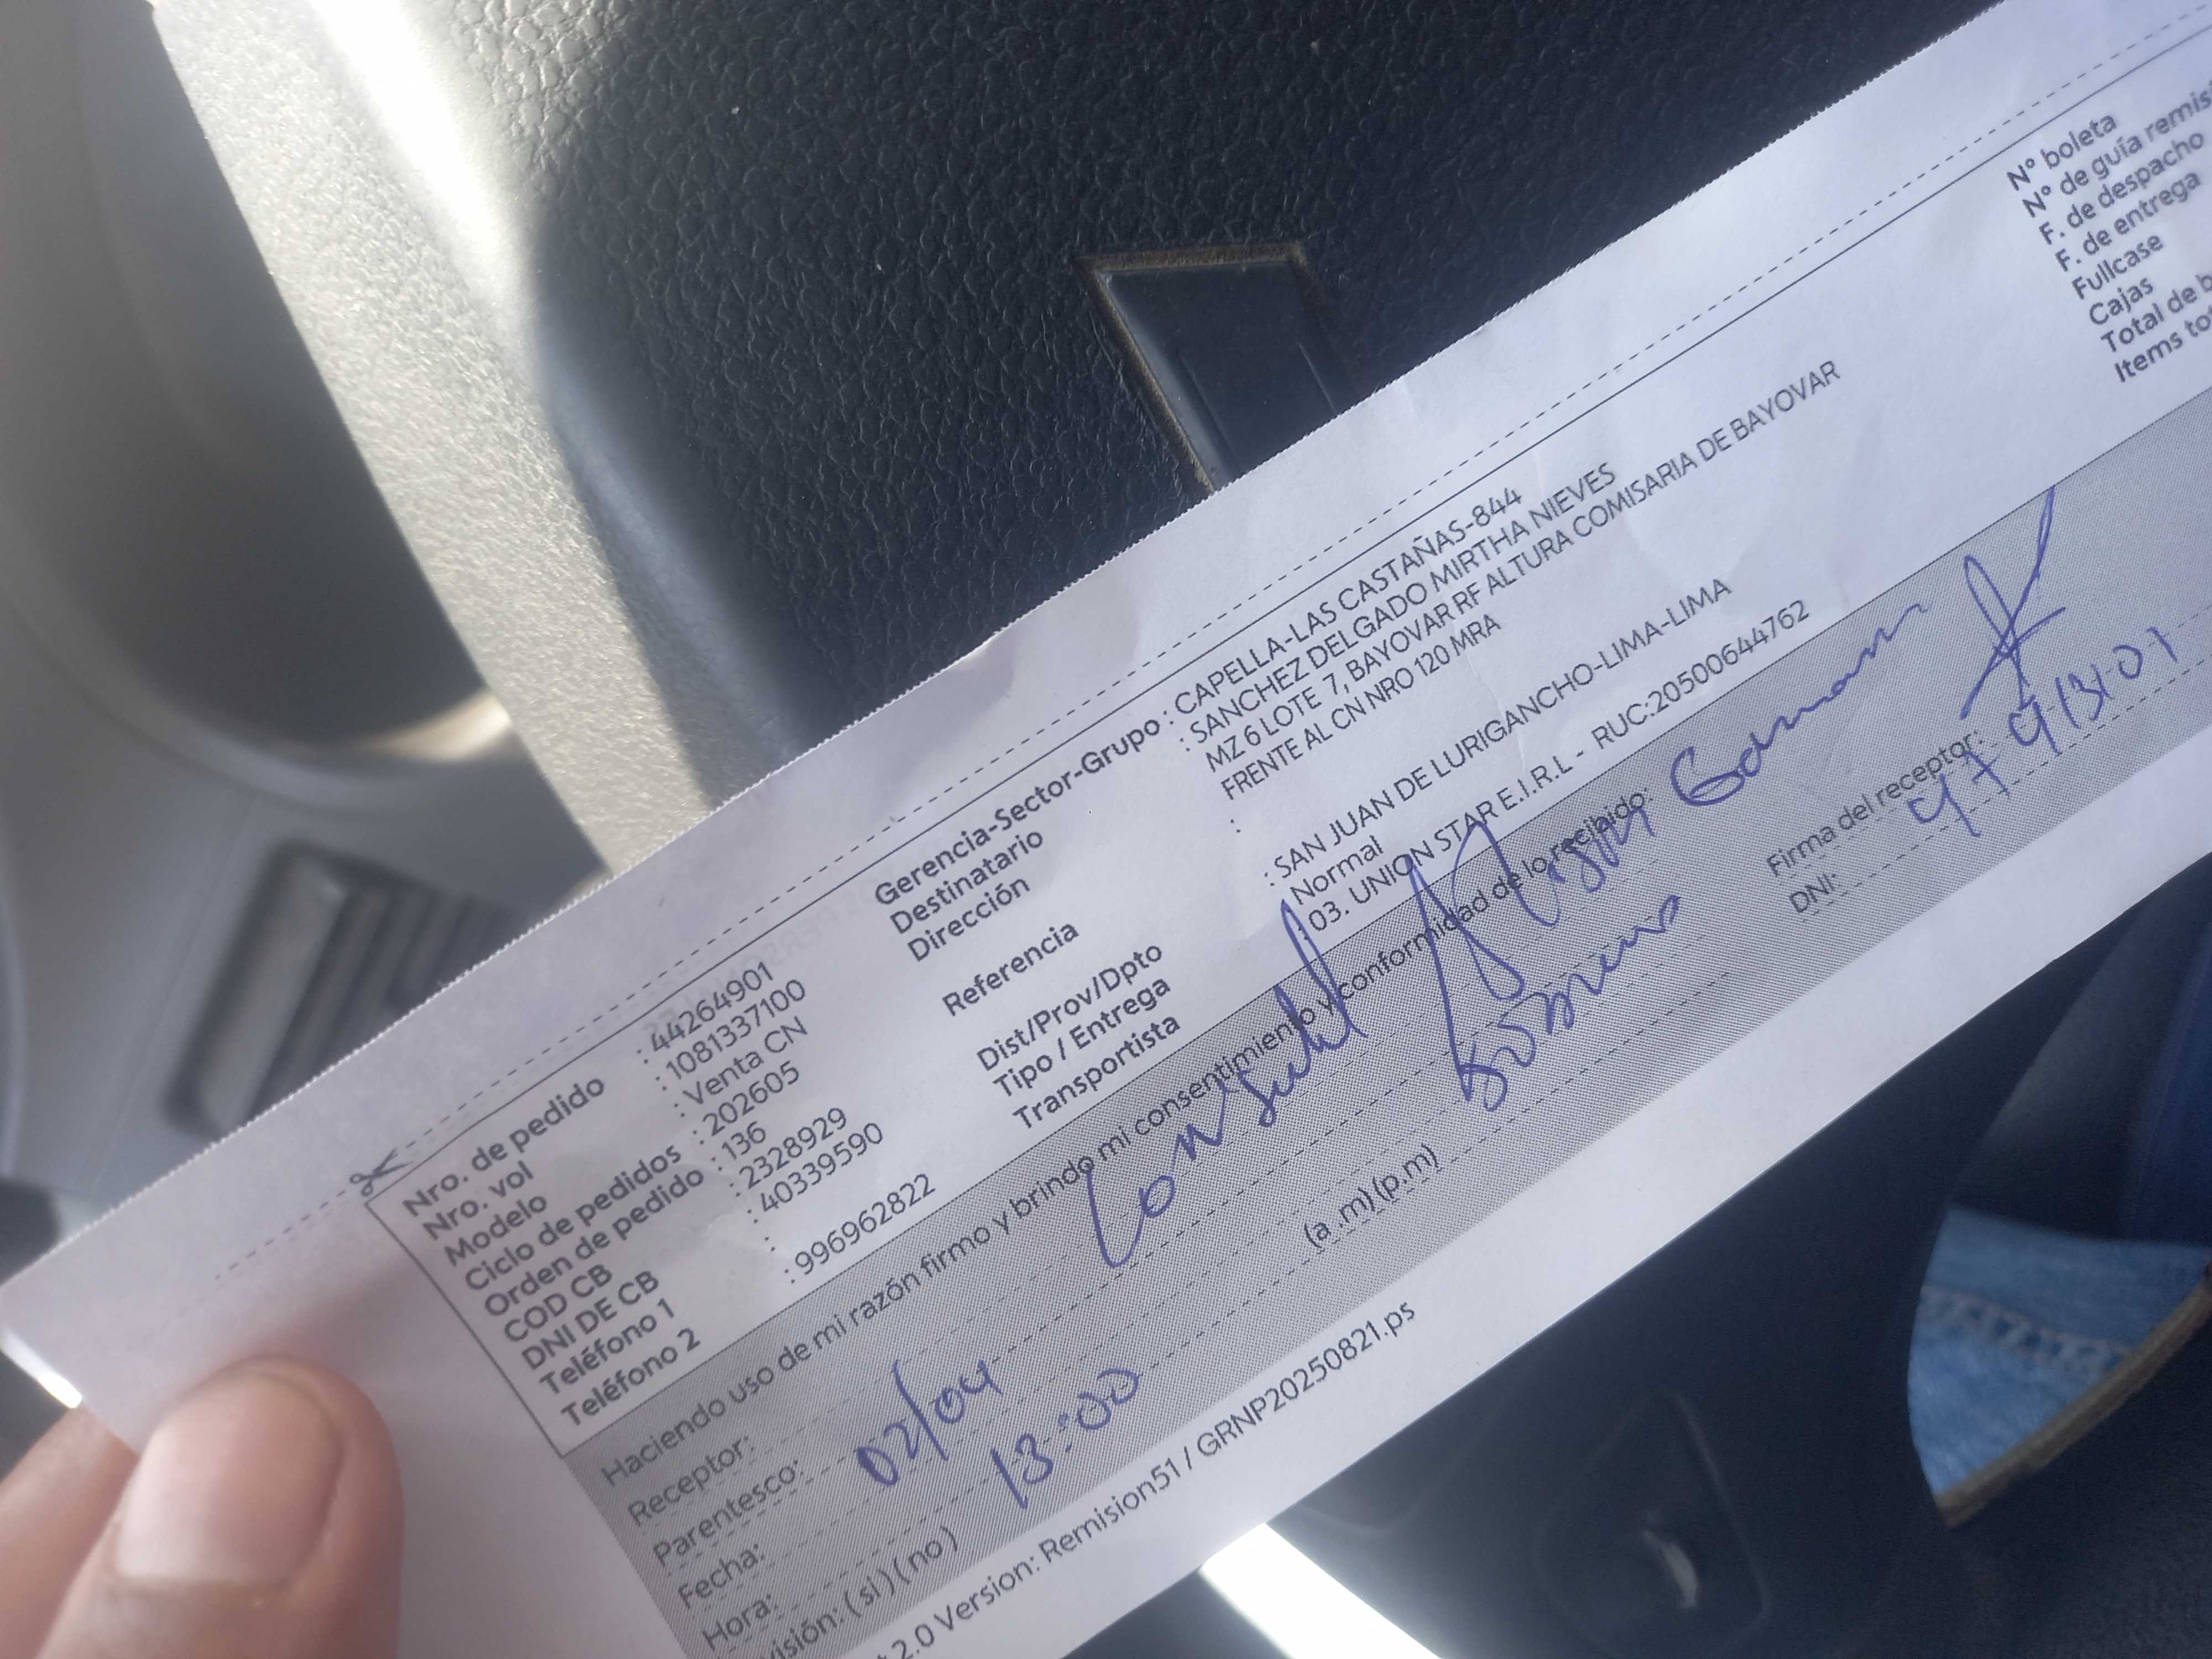 Nro. de pedido : 44264901
Nro. vol : 1081337100
Modelo : Venta CN
Ciclo de pedidos : 202605
Orden de pedido : 136
COD CB : 2328929
DNI DE CB : 40339590
Teléfono 1 :
Teléfono 2 : 996962822
Gerencia-Sector-Grupo : CAPELLA-LAS CASTAÑAS-844
Destinatario : SANCHEZ DELGADO MIRTHA NIEVES
Dirección MZ 6 LOTE 7, BAYOVAR RF ALTURA COMISARIA DE BAYOVAR
FRENTE AL CN NRO 120 MRA
Referencia :
Dist/Prov/Dpto : SAN JUAN DE LURIGANCHO-LIMA-LIMA
Tipo / Entrega Normal
Transportista : 03. UNION STAR E.I.R.L - RUC:20500644762
N° boleta
N° de guía remis
F. de despacho
F. de entrega
Fullcase
Cajas
Total de b
Items tot
Haciendo uso de mi razón firmo y brindo mi consentimiento y conformidad de lo recibido:
Receptor:
Parentesco:
Fecha: 02/04
Hora: 13:00 (a.m) (p.m)
visión: ( si ) ( no )
Firma del receptor:
DNI:
2.0 Version: Remision51 / GRNP20250821.ps